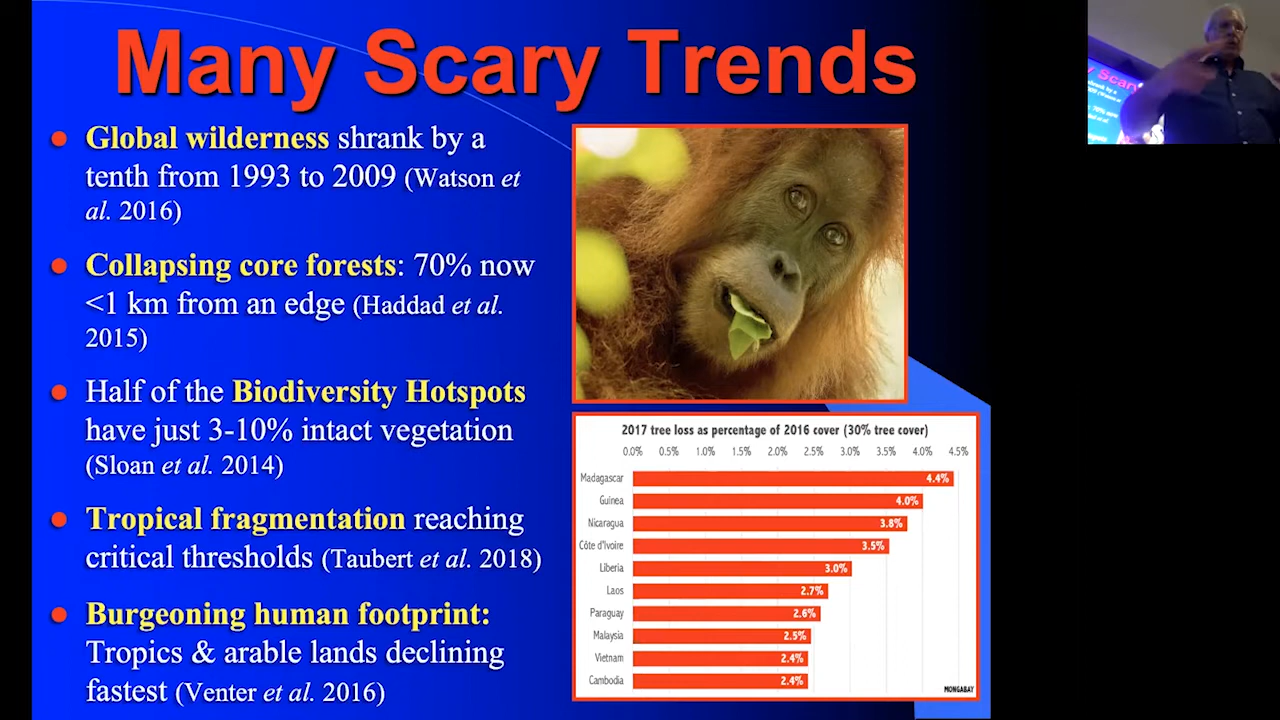 Many Scary Trends
Global wilderness shrank by a
tenth from 1993 to 2009 (Watson et
al. 2016)
Collapsing core forests: 70% now
<1 km from an edge (Haddad et al.
2015)
Half of the Biodiversity Hotspots
have just 3-10% intact vegetation
(Sloan et al. 2014)
Tropical fragmentation reaching
critical thresholds (Taubert et al. 2018)
Burgeoning human footprint:
Tropics & arable lands declining
fastest (Venter et al. 2016)
2017 tree loss as percentage of 2016 cover (30% tree cover)
0.0% 0.5% 1.0% 1.5% 2.0% 2.5% 3.0% 3.5% 4.0% 4.5%
Madagascar 4.4%
Guinea 4.0%
Nicaragua 3.8%
Côte d'Ivoire 3.5%
Liberia 3.0%
Laos 2.7%
Paraguay 2.6%
Malaysia 2.5%
Vietnam 2.4%
Cambodia 2.4%
MONGABAY
y Scary